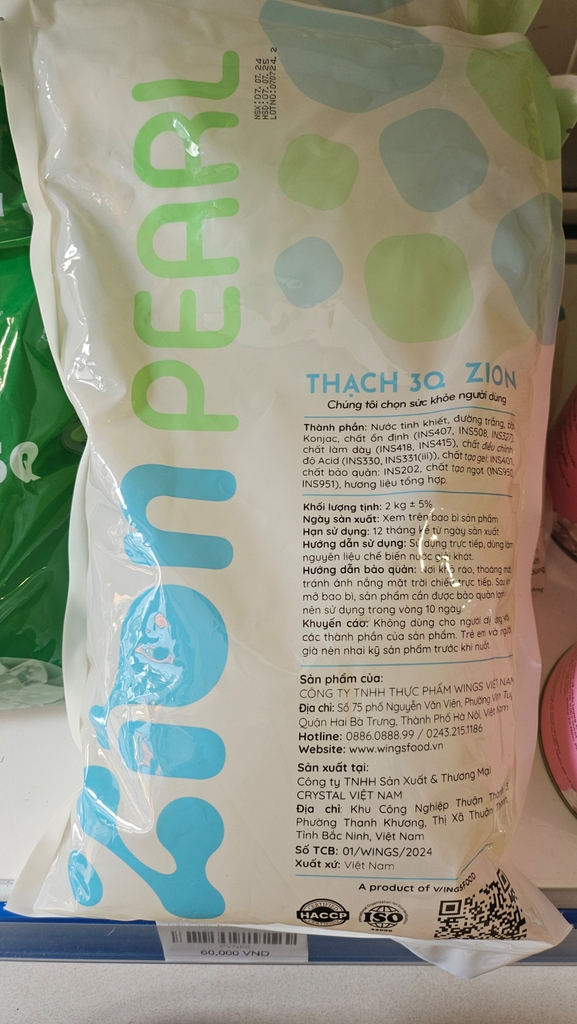 NSX:07.07.24
HSD:07.07.25
LOTNO:070724.2
zion PEARL
THẠCH 3Q ZION
Chúng tôi chọn sức khỏe người dùng
Thành phần: Nước tinh khiết, đường trắng, bột
Konjac, chất ổn định (INS407, INS508, INS327)
chất làm dày (INS418, INS415), chất điều chỉnh
độ Acid (INS330, INS331(iii)), chất tạo gel: INS401
chất bảo quản: INS202, chất tạo ngọt (INS950
INS951), hương liệu tổng hợp.
Khối lượng tịnh: 2 kg ± 5%
Ngày sản xuất: Xem trên bao bì sản phẩm
Hạn sử dụng: 12 tháng kể từ ngày sản xuất
Hướng dẫn sử dụng: Sử dụng trực tiếp, dùng làm
nguyên liệu chế biến nước giải khát.
Hướng dẫn bảo quản: Nơi khô ráo, thoáng mát
tránh ánh nắng mặt trời chiếu trực tiếp. Sau khi
mở bao bì, sản phẩm cần được bảo quản lạnh
nên sử dụng trong vòng 10 ngày.
Khuyến cáo: Không dùng cho người dị ứng với
các thành phần của sản phẩm. Trẻ em và người
già nên nhai kỹ sản phẩm trước khi nuốt.
Sản phẩm của:
CÔNG TY TNHH THỰC PHẨM WINGS VIỆT NAM
Địa chỉ: Số 75 phố Nguyễn Văn Viên, Phường Vĩnh Tuy,
Quận Hai Bà Trưng, Thành Phố Hà Nội, Việt Nam
Hotline: 0886.0888.99 / 0243.215.1186
Website: www.wingsfood.vn
Sản xuất tại:
Công ty TNHH Sản Xuất & Thương Mại
CRYSTAL VIỆT NAM
Địa chỉ: Khu Công Nghiệp Thuận Thành 3,
Phường Thanh Khương, Thị Xã Thuận Thành,
Tỉnh Bắc Ninh, Việt Nam
Số TCB: 01/WINGS/2024
Xuất xứ: Việt Nam
A product of WINGSFOOD
CERTIFIED
HACCP
ISO
22000
60,000 VND